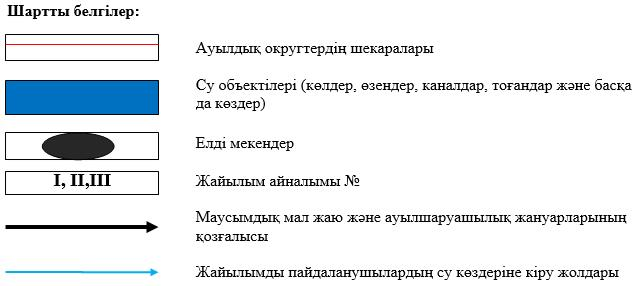 Шартты белгілер:
Ауылдық округтердің шекаралары
Су объектілері (көлдер, өзендер, каналдар, тоғандар және басқа
да көздер)
Елді мекендер
I, II,III
Жайылым айналымы №
Маусымдық мал жаю және ауылшаруашылық жануарларының
қозғалысы
Жайылымды пайдаланушылардың су көздеріне кіру жолдары